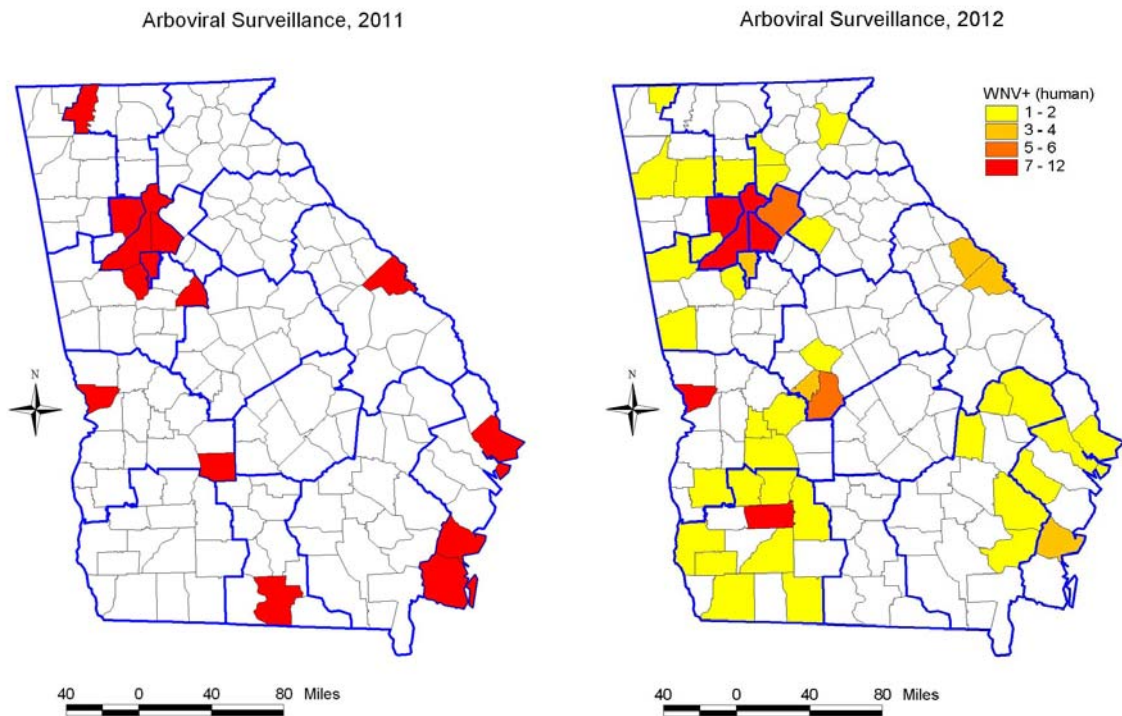 Arboviral Surveillance, 2011
Arboviral Surveillance, 2012
WNV+ (human)
1 - 2
3 - 4
5 - 6
7 - 12
N
N
40 0 40 80 Miles
40 0 40 80 Miles